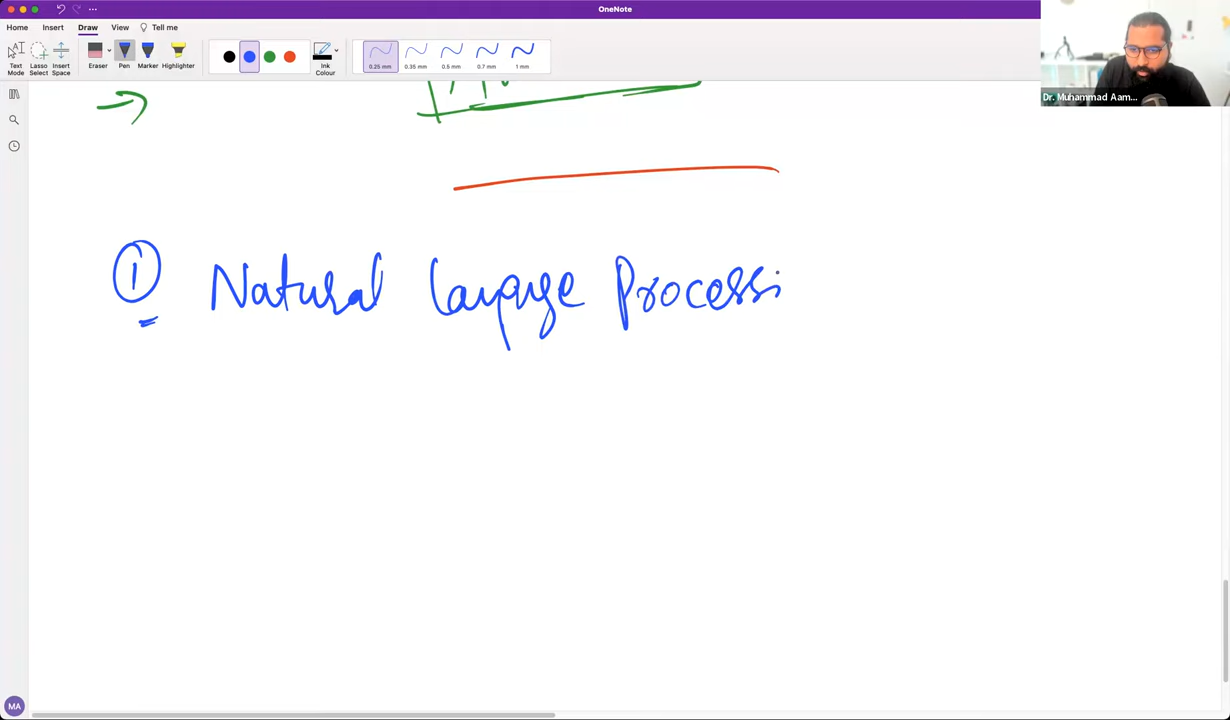 OneNote
Home Insert Draw View Tell me
Text Mode Lasso Select Insert Space Eraser Pen Marker Highlighter Ink Colour 0.25 mm 0.35 mm 0.5 mm 0.7 mm 1 mm
Dr. Muhammad Aam...
① Natural Language Processi
MA